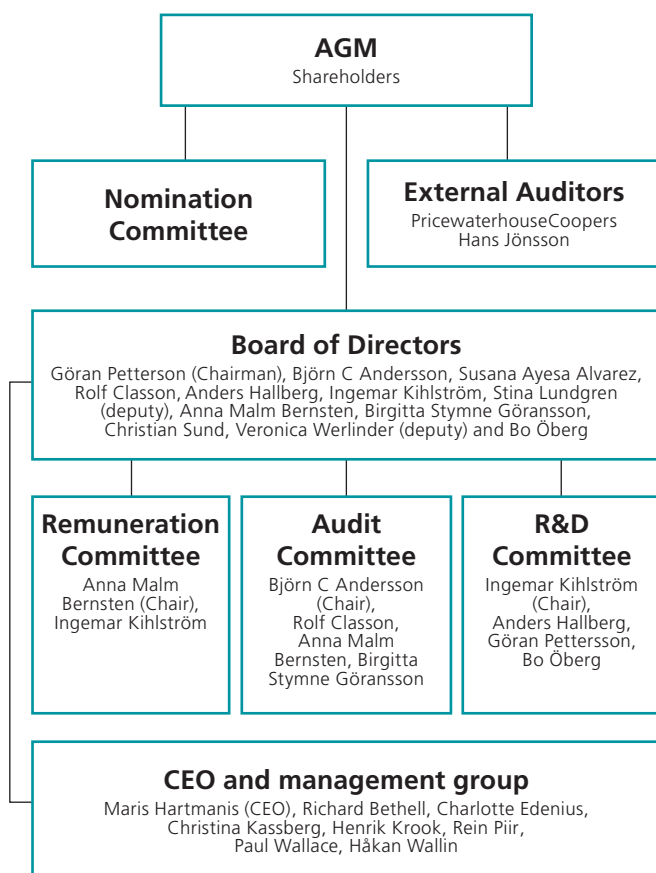 AGM
Shareholders
Nomination
Committee
External Auditors
PricewaterhouseCoopers
Hans Jönsson
Board of Directors
Göran Petterson (Chairman), Björn C Andersson, Susana Ayesa Alvarez,
Rolf Classon, Anders Hallberg, Ingemar Kihlström, Stina Lundgren
(deputy), Anna Malm Bernsten, Birgitta Stymne Göransson,
Christian Sund, Veronica Werlinder (deputy) and Bo Öberg
Remuneration
Committee
Anna Malm
Bernsten (Chair),
Ingemar Kihlström
Audit
Committee
Björn C Andersson
(Chair),
Rolf Classon,
Anna Malm
Bernsten, Birgitta
Stymne Göransson
R&D
Committee
Ingemar Kihlström
(Chair),
Anders Hallberg,
Göran Pettersson,
Bo Öberg
CEO and management group
Maris Hartmanis (CEO), Richard Bethell, Charlotte Edenius,
Christina Kassberg, Henrik Krook, Rein Piir,
Paul Wallace, Håkan Wallin